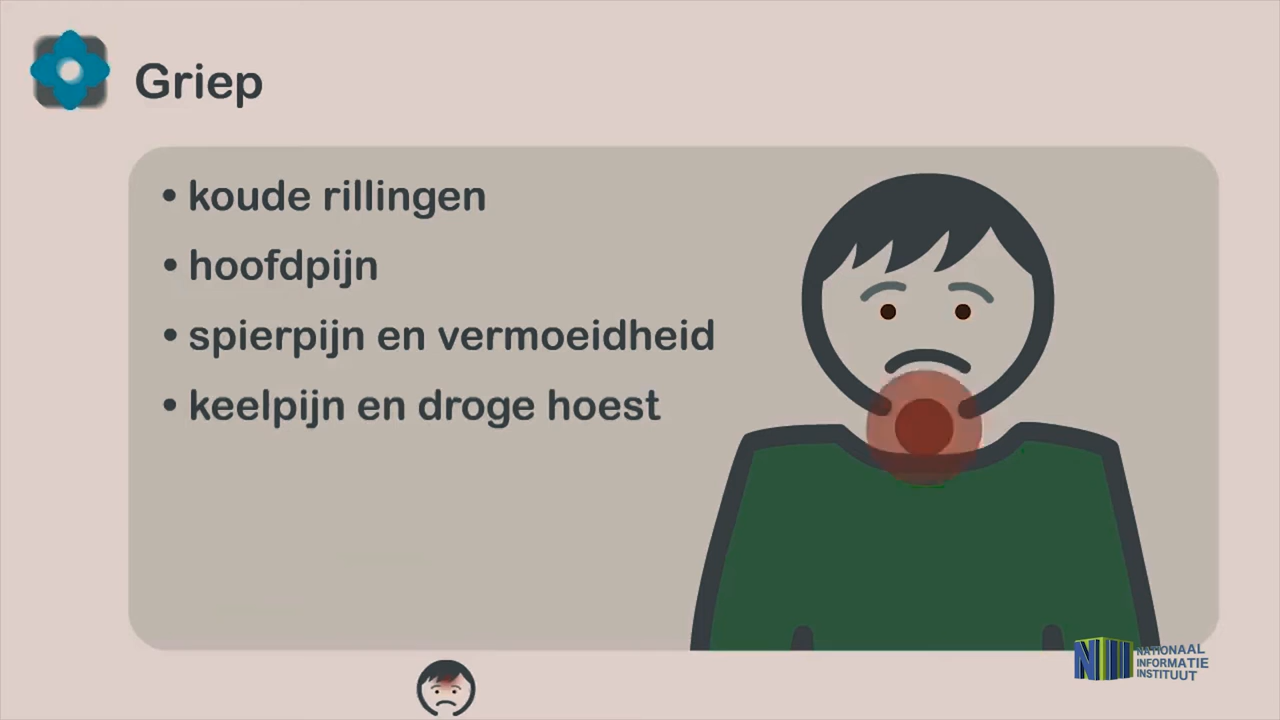 Griep
• koude rillingen
• hoofdpijn
• spierpijn en vermoeidheid
• keelpijn en droge hoest
NATIONAAL
INFORMATIE
INSTITUUT